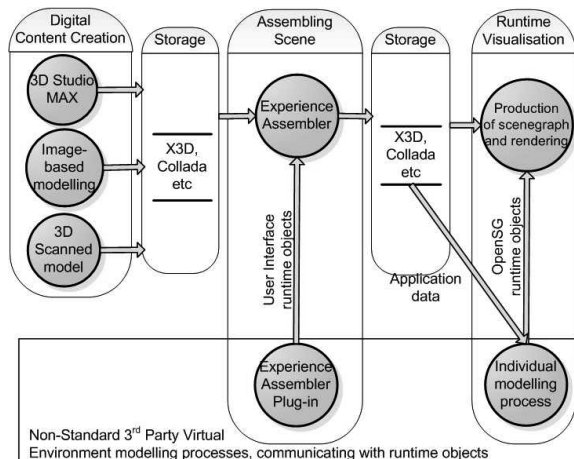 Digital
Content Creation
Storage
Assembling
Scene
Storage
Runtime
Visualisation
3D Studio
MAX
Image-
based
modelling
3D
Scanned
model
X3D,
Collada
etc
Experience
Assembler
X3D,
Collada
etc
Production
of scenegraph
and rendering
User Interface
runtime objects
Application
data
OpenSG
runtime objects
Experience
Assembler
Plug-in
Individual
modelling
process
Non-Standard 3rd Party Virtual
Environment modelling processes, communicating with runtime objects